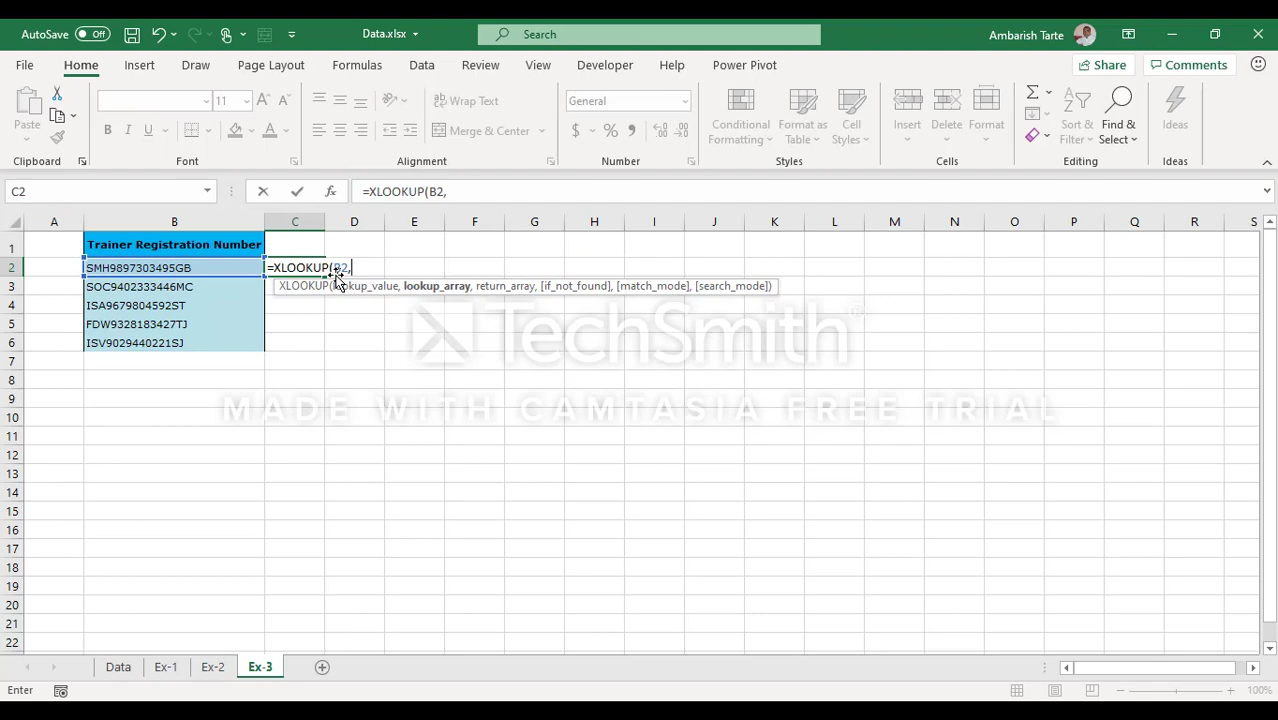 AutoSave Off Data.xlsx Search Ambarish Tarte
File Home Insert Draw Page Layout Formulas Data Review View Developer Help Power Pivot Share Comments
Paste
11
B I U
A A
Wrap Text
Merge & Center
General
$ % 9
Conditional Formatting
Format as Table
Cell Styles
Insert Delete Format
Sort & Filter
Find & Select
Ideas
Clipboard Font Alignment Number Styles Cells Editing Ideas
C2 fx =XLOOKUP(B2,
A B C D E F G H I J K L M N O P Q R S
1 Trainer Registration Number
2 SMH9897303495GB =XLOOKUP(B2,
XLOOKUP(lookup_value, lookup_array, return_array, [if_not_found], [match_mode], [search_mode])
3 SOC9402333446MC
4 ISA9679804592ST
5 FDW9328183427TJ
6 ISV9029440221SJ
TechSmith®
7
8
9
MADE WITH CAMTASIA FREE TRIAL
10
11
12
13
14
15
16
17
18
19
20
21
22
Data Ex-1 Ex-2 Ex-3
Enter 100%